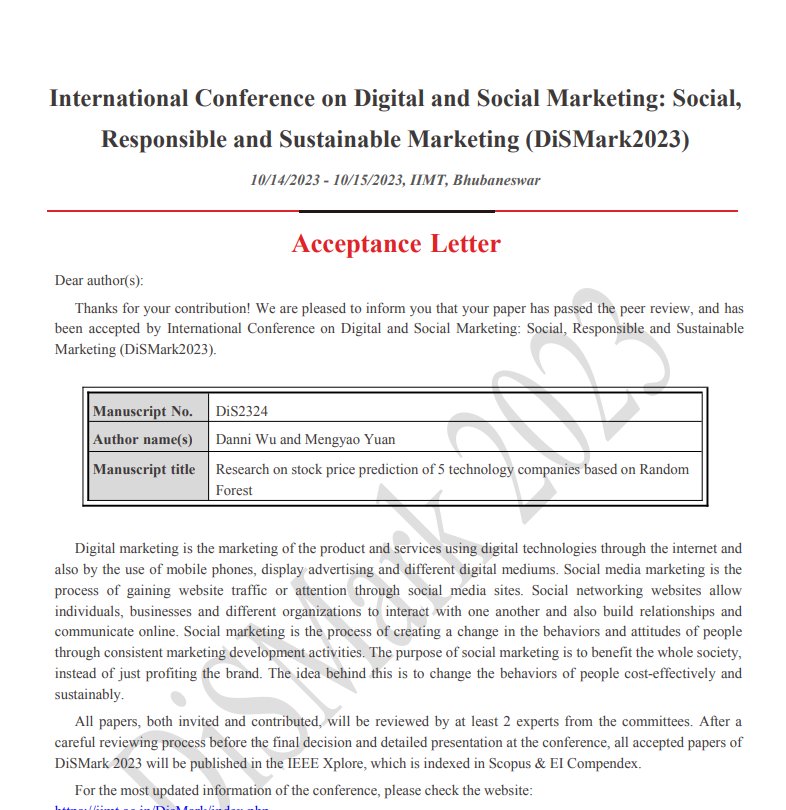 International Conference on Digital and Social Marketing: Social,
Responsible and Sustainable Marketing (DiSMark2023)
10/14/2023 - 10/15/2023, IIMT, Bhubaneswar
Acceptance Letter
Dear author(s):
Thanks for your contribution! We are pleased to inform you that your paper has passed the peer review, and has
been accepted by International Conference on Digital and Social Marketing: Social, Responsible and Sustainable
Marketing (DiSMark2023).
Manuscript No. DiS2324
Author name(s) Danni Wu and Mengyao Yuan
Manuscript title Research on stock price prediction of 5 technology companies based on Random
Forest
Digital marketing is the marketing of the product and services using digital technologies through the internet and
also by the use of mobile phones, display advertising and different digital mediums. Social media marketing is the
process of gaining website traffic or attention through social media sites. Social networking websites allow
individuals, businesses and different organizations to interact with one another and also build relationships and
communicate online. Social marketing is the process of creating a change in the behaviors and attitudes of people
through consistent marketing development activities. The purpose of social marketing is to benefit the whole society,
instead of just profiting the brand. The idea behind this is to change the behaviors of people cost-effectively and
sustainably.
All papers, both invited and contributed, will be reviewed by at least 2 experts from the committees. After a
careful reviewing process before the final decision and detailed presentation at the conference, all accepted papers of
DiSMark 2023 will be published in the IEEE Xplore, which is indexed in Scopus & EI Compendex.
For the most updated information of the conference, please check the website:
DiSMark 2023